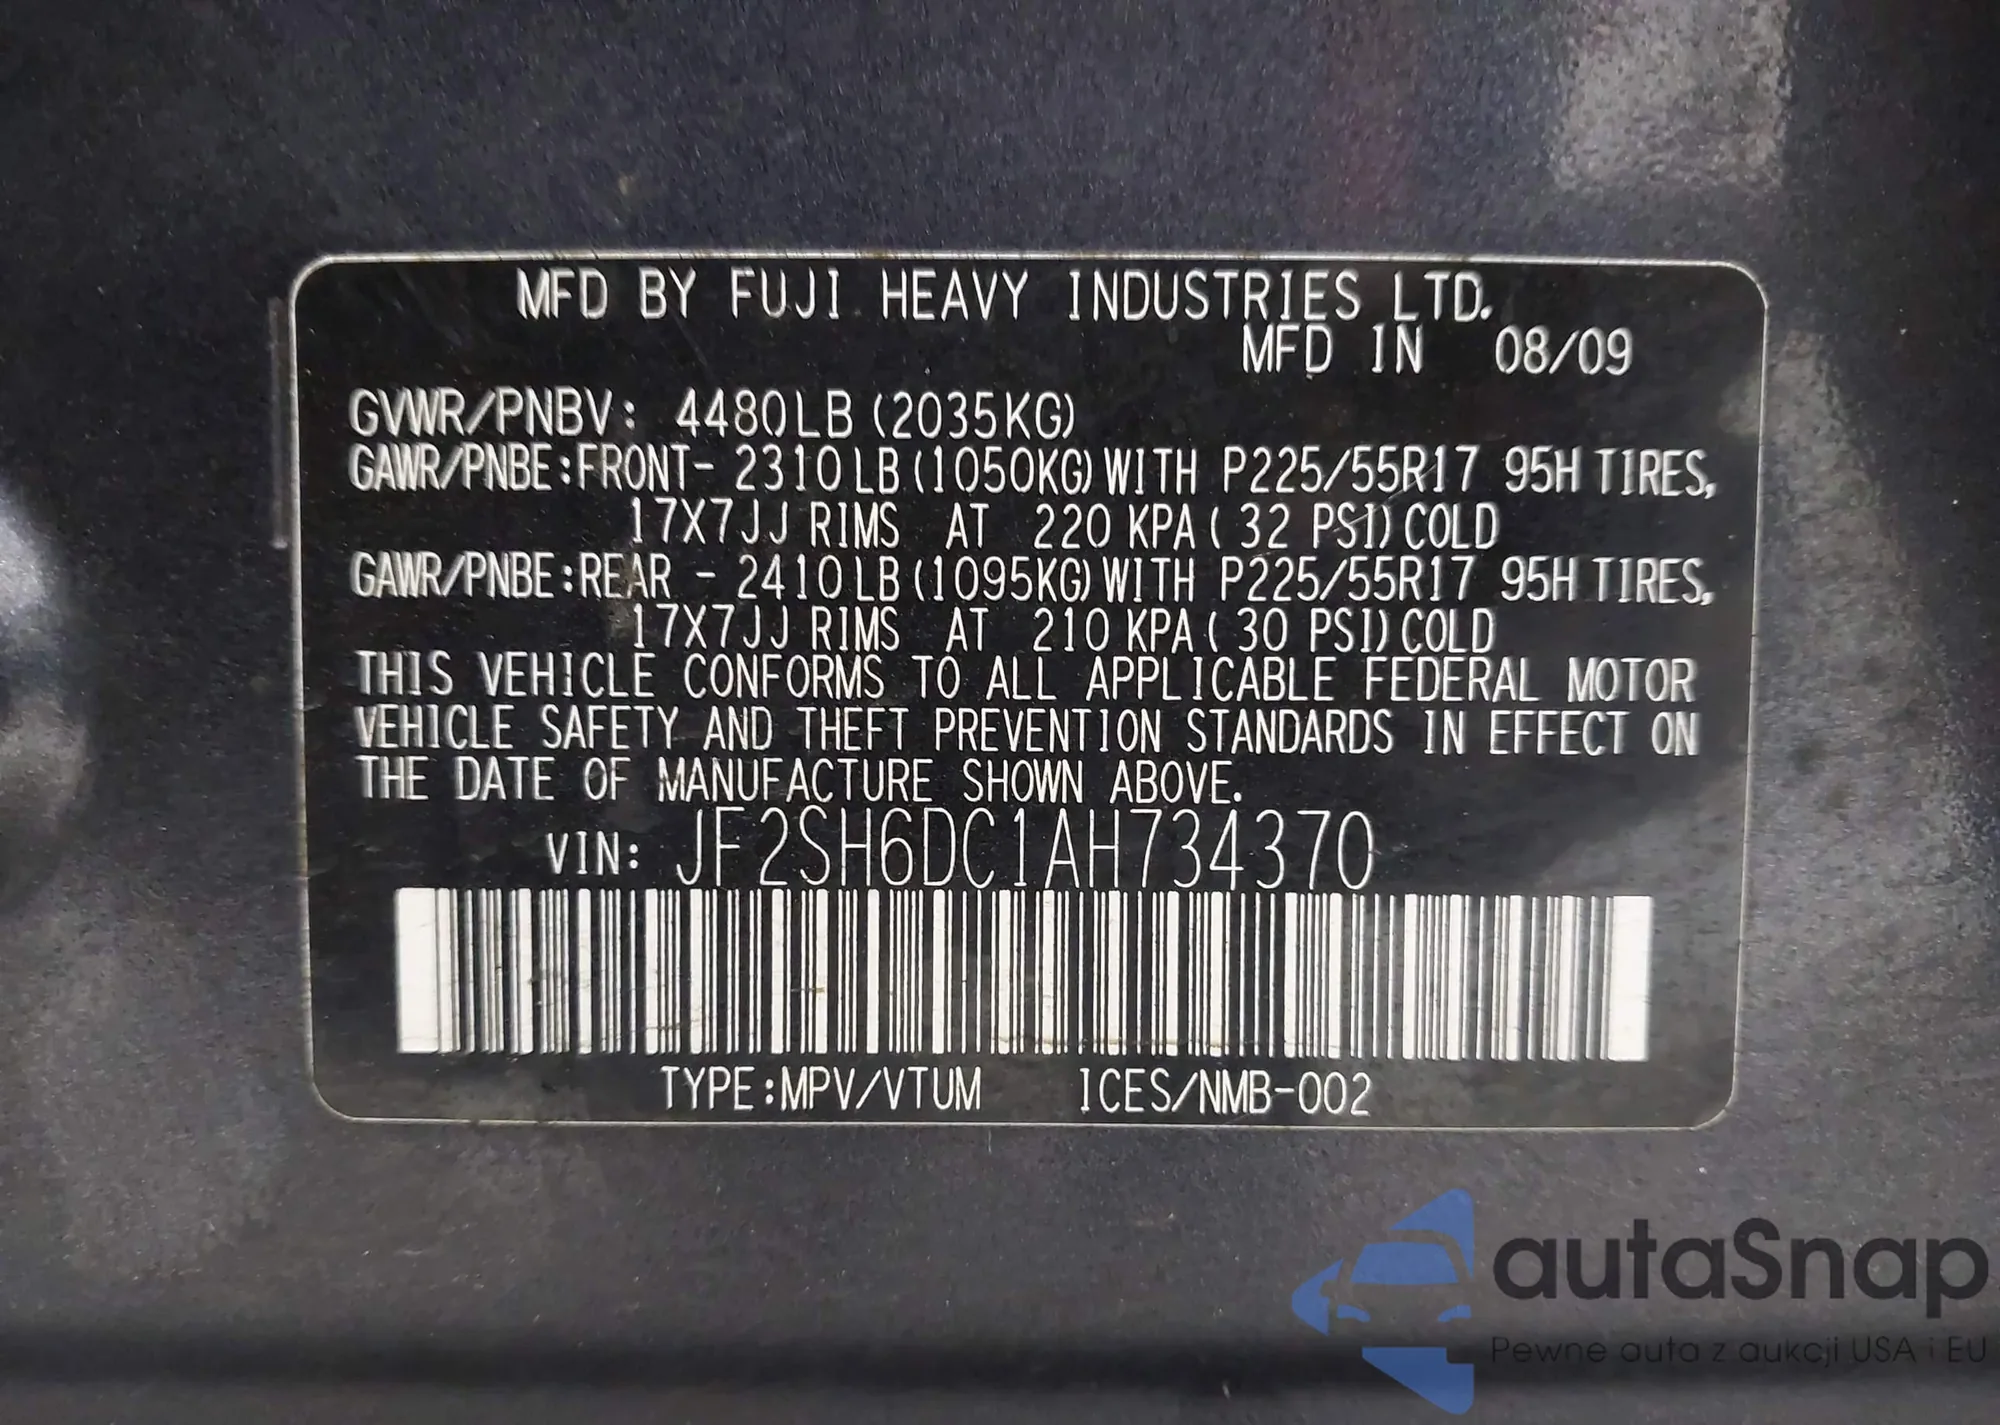 MFD BY FUJI HEAVY INDUSTRIES LTD.
MFD IN 08/09
GVWR/PNBV: 4480LB (2035KG)
GAWR/PNBE:FRONT- 2310LB (1050KG) WITH P225/55R17 95H TIRES,
17X7JJ RIMS AT 220 KPA ( 32 PSI) COLD
GAWR/PNBE:REAR - 2410LB (1095KG) WITH P225/55R17 95H TIRES,
17X7JJ RIMS AT 210 KPA ( 30 PSI) COLD
THIS VEHICLE CONFORMS TO ALL APPLICABLE FEDERAL MOTOR
VEHICLE SAFETY AND THEFT PREVENTION STANDARDS IN EFFECT ON
THE DATE OF MANUFACTURE SHOWN ABOVE.
VIN: JF2SH6DC1AH734370
TYPE:MPV/VTUM ICES/NMB-002
autaSnap
Pewne auta z aukcji USA i EU